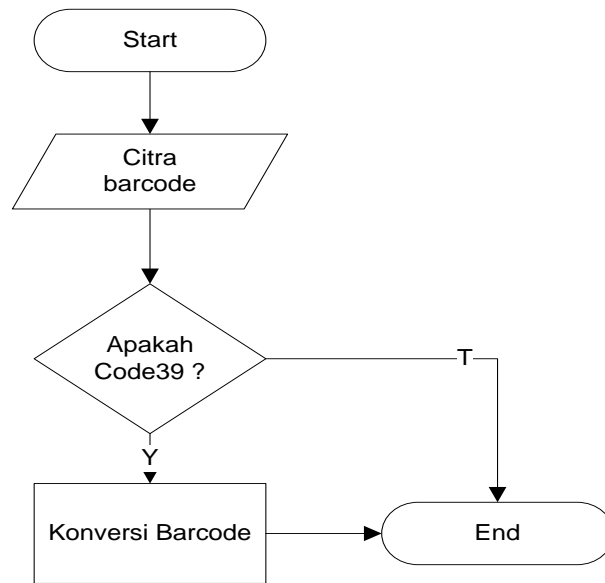 Start
Citra
barcode
Apakah
Code39 ?
T
Y
Konversi Barcode
End